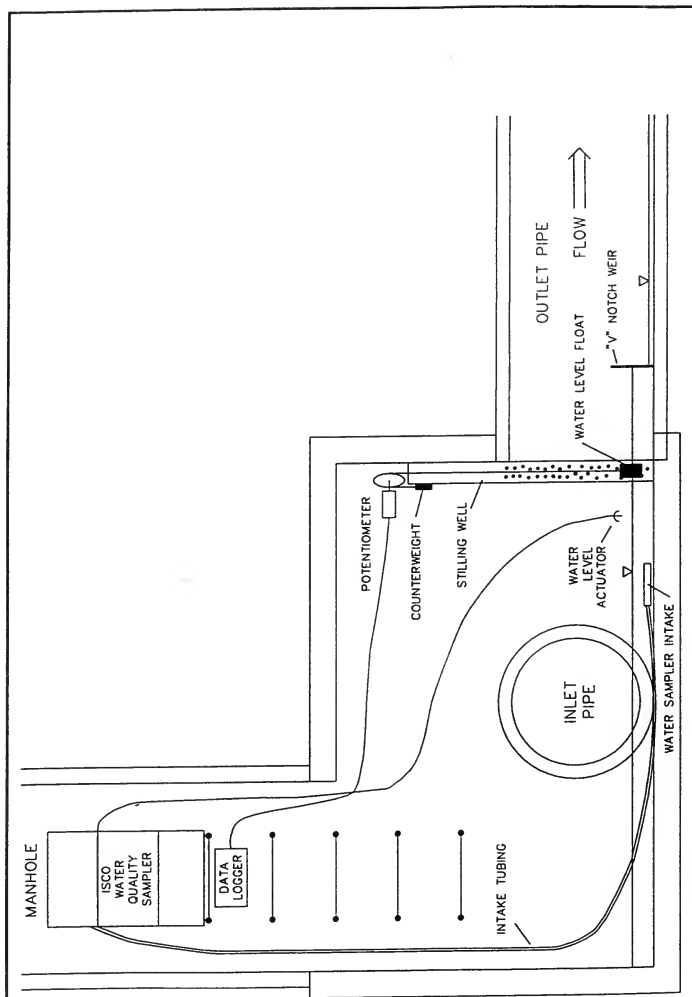 MANHOLE
ISCO
WATER
QUALITY
SAMPLER
DATA
LOGGER
POTENTIOMETER
COUNTERWEIGHT
STILLING WELL
OUTLET PIPE
FLOW
WATER LEVEL FLOAT
"V" NOTCH WEIR
WATER
LEVEL
ACTUATOR
INLET
PIPE
WATER SAMPLER INTAKE
INTAKE TUBING